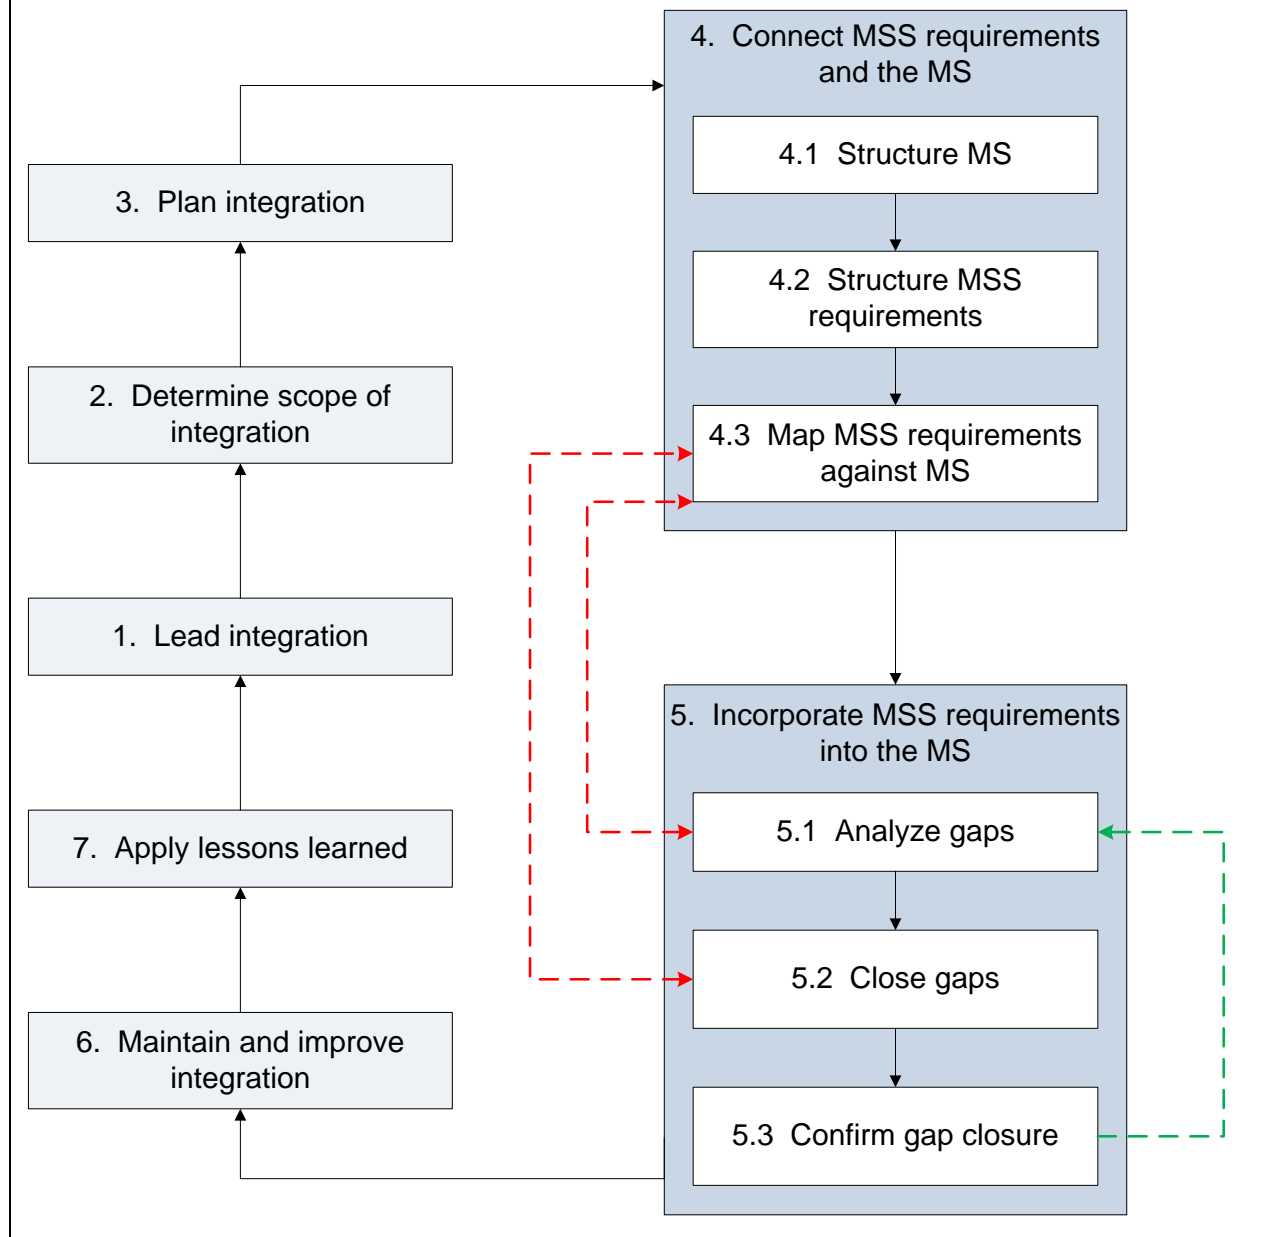 4.  Connect MSS requirements
and the MS
4.1  Structure MS
3.  Plan integration
4.2  Structure MSS
requirements
2.  Determine scope of
integration
4.3  Map MSS requirements
against MS
1.  Lead integration
5.  Incorporate MSS requirements
into the MS
5.1  Analyze gaps
7.  Apply lessons learned
5.2  Close gaps
6.  Maintain and improve
integration
5.3  Confirm gap closure